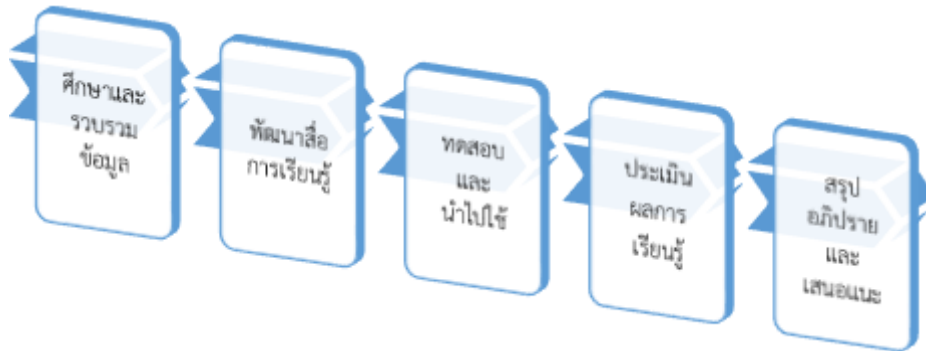 ศึกษาและ
รวบรวม
ข้อมูล
พัฒนาสื่อ
การเรียนรู้
ทดสอบ
และ
นำไปใช้
ประเมิน
ผลการ
เรียนรู้
สรุป
อภิปราย
และ
เสนอแนะ